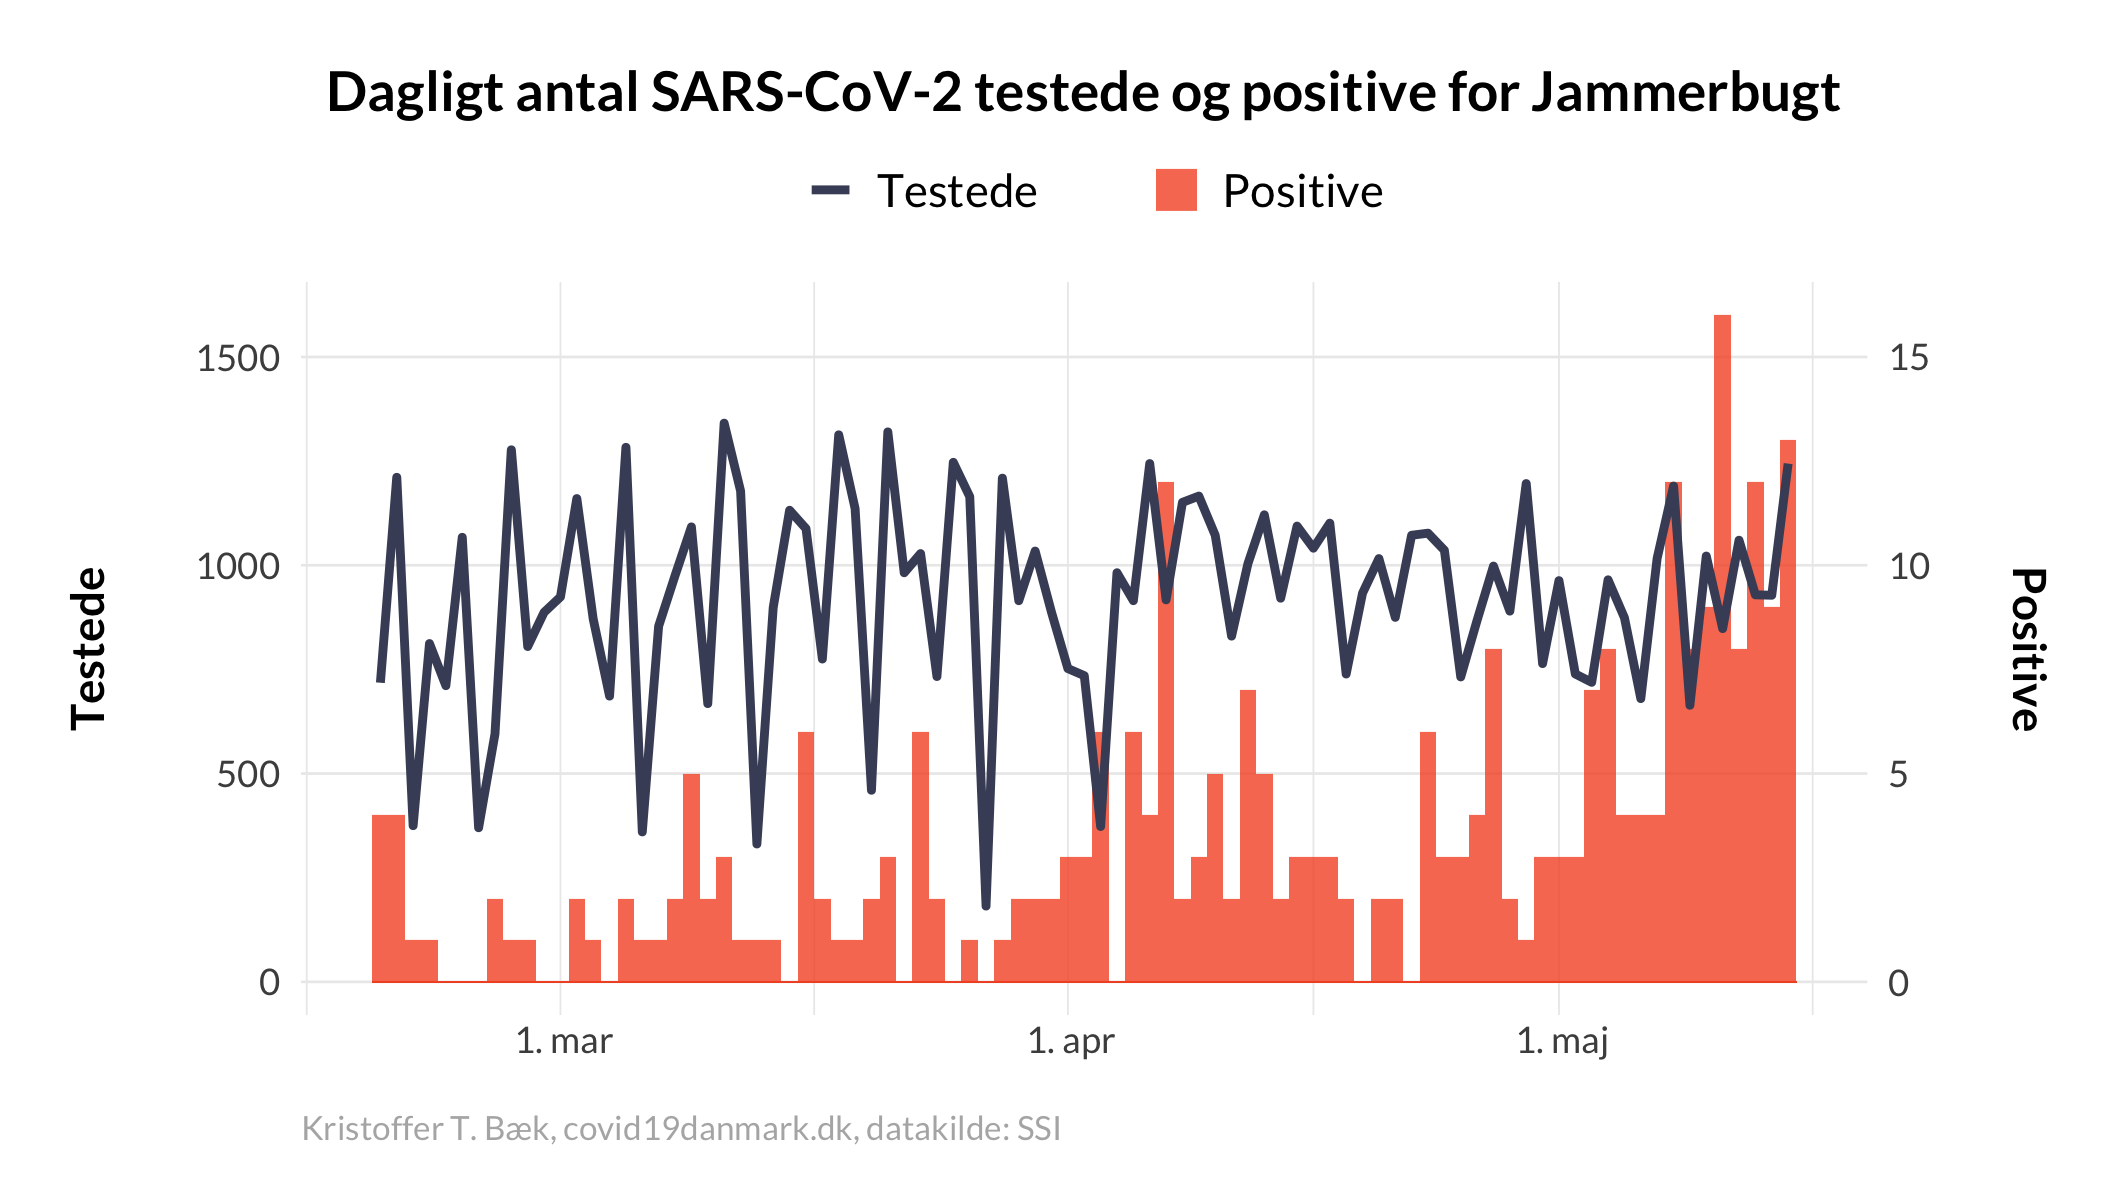 Dagligt antal SARS-CoV-2 testede og positive for Jammerbugt
Testede
Positive
1500
1000
500
0
15
10
5
0
Testede
Positive
1. mar
1. apr
1. maj
Kristoffer T. Bæk, covid19danmark.dk, datakilde: SSI